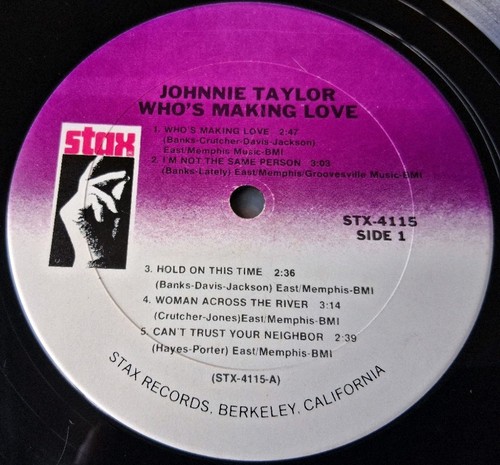 JOHNNIE TAYLOR
WHO'S MAKING LOVE
1. WHO'S MAKING LOVE 2:47
(Banks-Crutcher-Davis-Jackson)
East/Memphis Music-BMI
2. I'M NOT THE SAME PERSON 3:03
(Banks-Lately) East/Memphis/Groovesville Music-BMI
stax
STX-4115
SIDE 1
3. HOLD ON THIS TIME 2:36
(Banks-Davis-Jackson) East/Memphis-BMI
4. WOMAN ACROSS THE RIVER 3:14
(Crutcher-Jones)East/Memphis-BMI
5. CAN'T TRUST YOUR NEIGHBOR 2:39
(Hayes-Porter) East/Memphis-BMI
(STX-4115-A)
STAX RECORDS, BERKELEY, CALIFORNIA